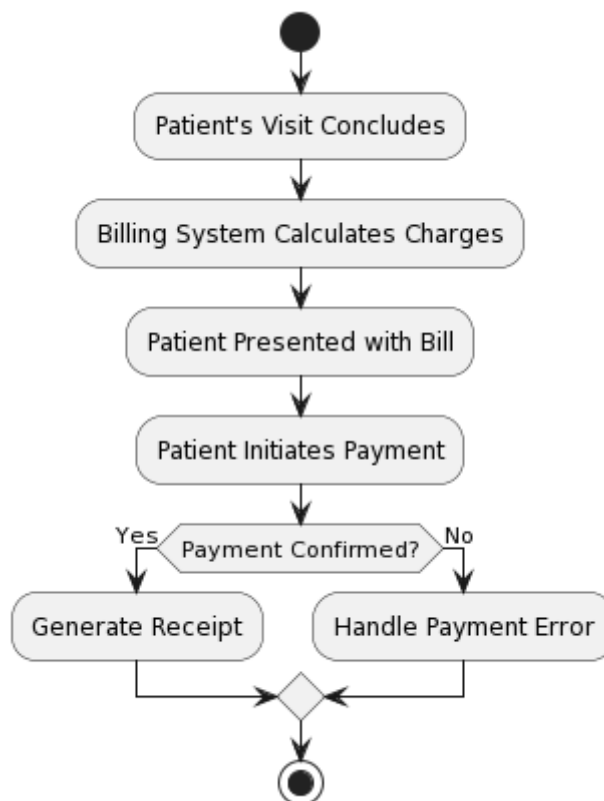 Patient's Visit Concludes
Billing System Calculates Charges
Patient Presented with Bill
Patient Initiates Payment
Yes
Payment Confirmed?
No
Generate Receipt
Handle Payment Error